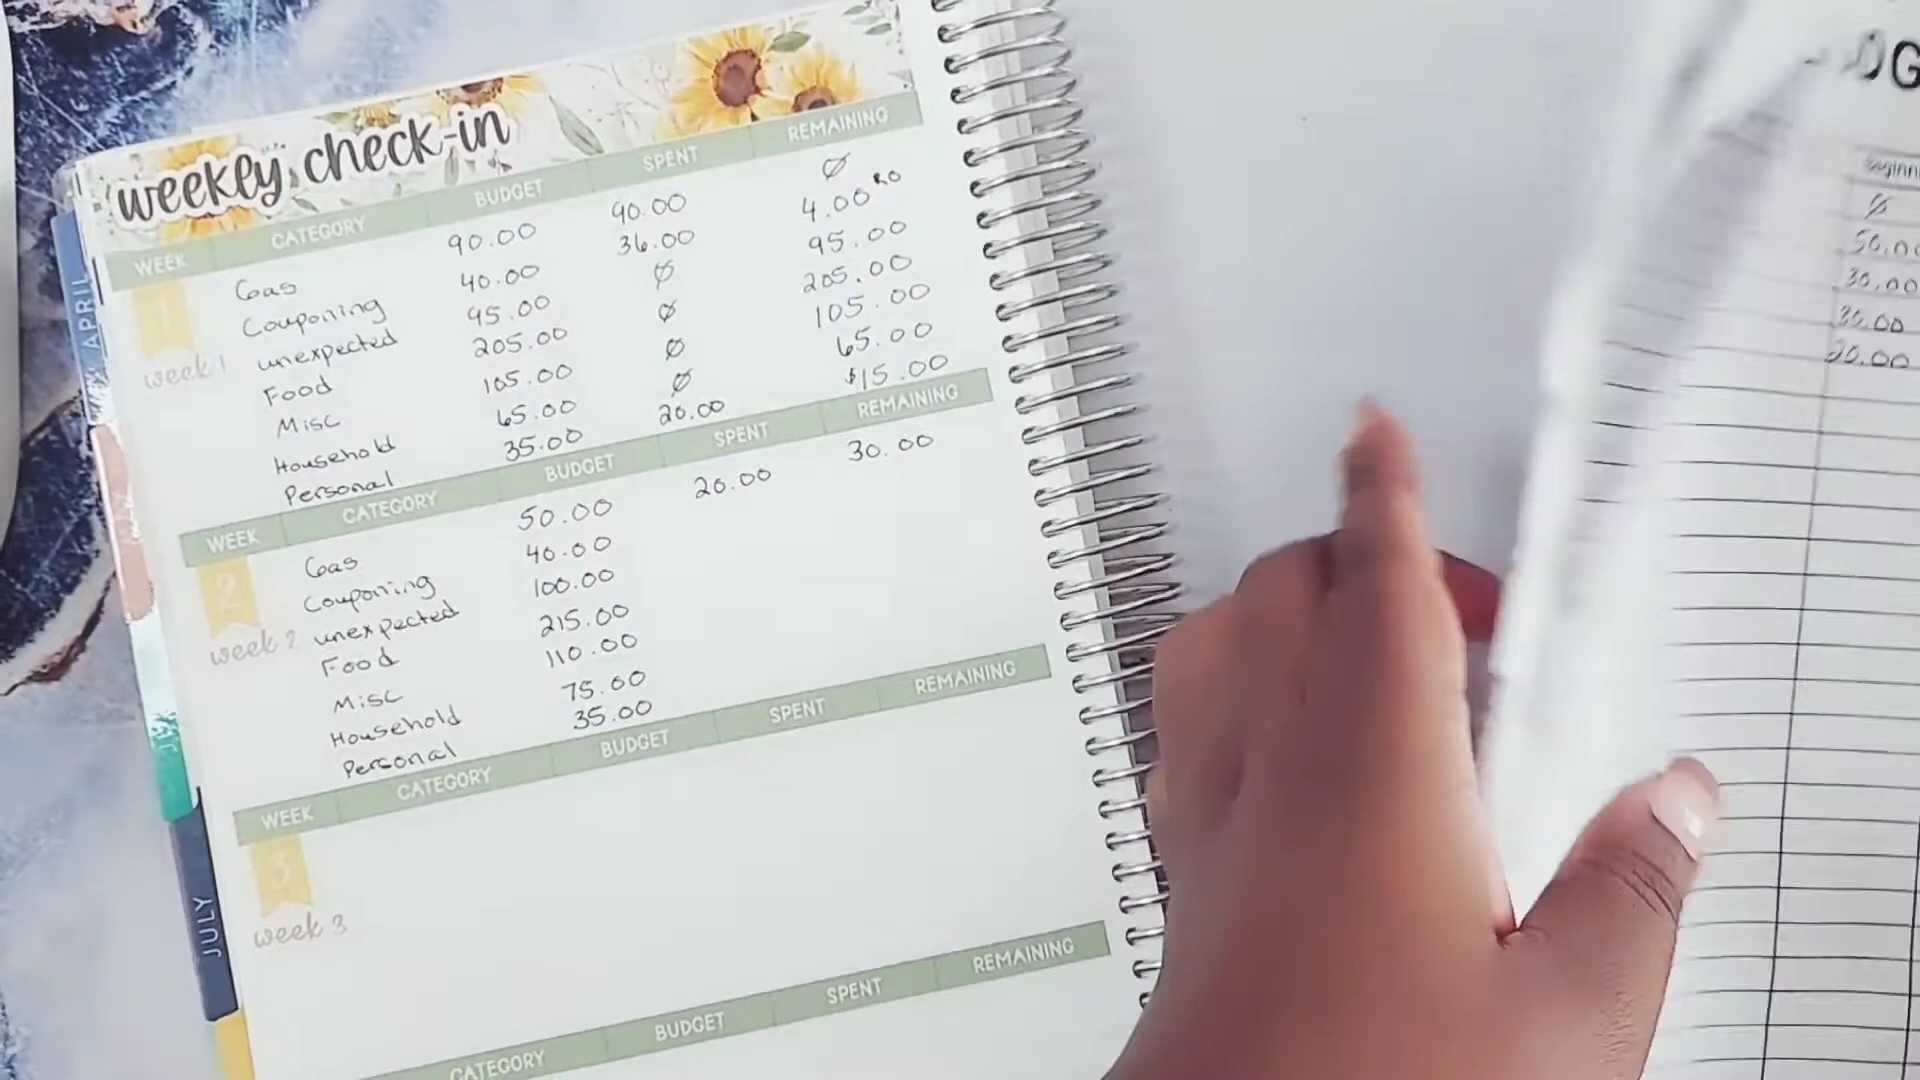 weekly check-in
WEEK CATEGORY BUDGET SPENT REMAINING
1
week 1
Gas 90.00 90.00 Ø
Couponing 40.00 36.00 4.00 RO
unexpected 95.00 Ø 95.00
Food 205.00 Ø 205.00
Misc 105.00 Ø 105.00
Household 65.00 Ø 65.00
Personal 35.00 20.00 $15.00
WEEK CATEGORY BUDGET SPENT REMAINING
2
week 2
Gas 50.00 20.00 30.00
Couponing 40.00
unexpected 100.00
Food 215.00
Misc 110.00
Household 75.00
Personal 35.00
WEEK CATEGORY BUDGET SPENT REMAINING
3
week 3
CATEGORY BUDGET SPENT REMAINING
APRIL
JULY
Ø
50.00
30.00
30.00
20.00